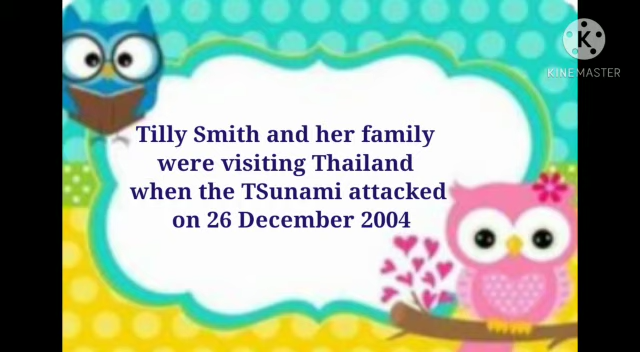 K
KINEMASTER
Tilly Smith and her family
were visiting Thailand
when the TSunami attacked
on 26 December 2004